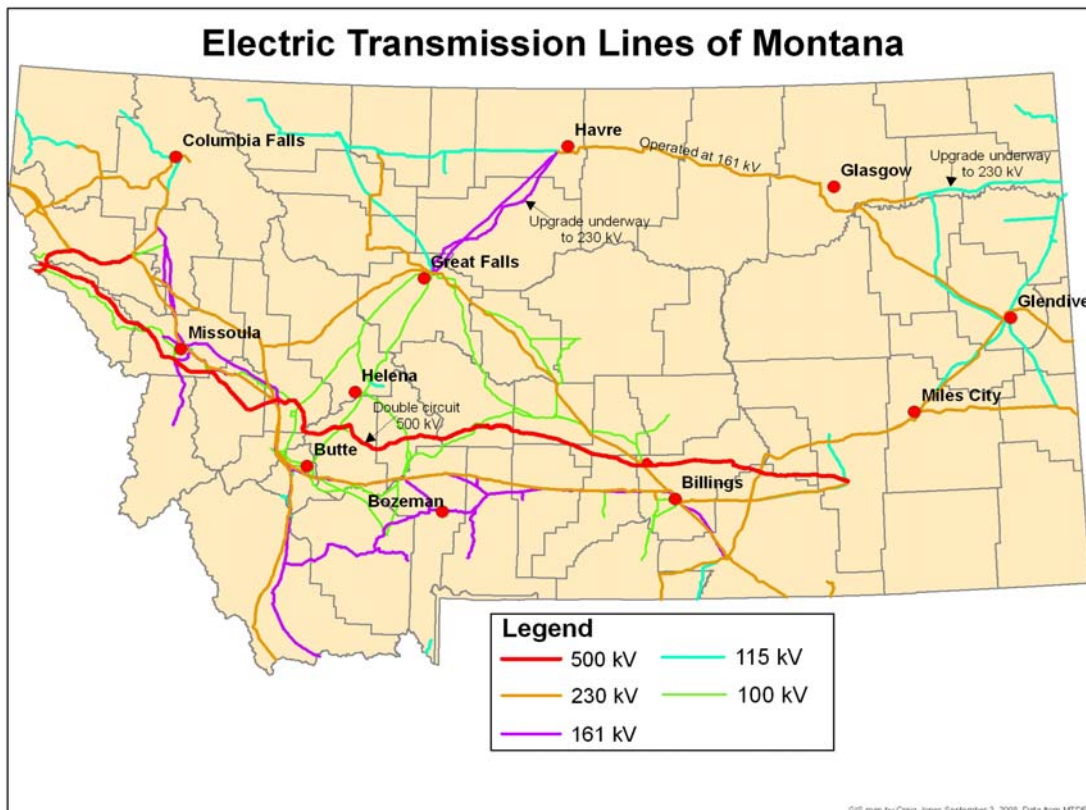 Electric Transmission Lines of Montana
Columbia Falls
Havre
Operated at 161 kV
Glasgow
Upgrade underway
to 230 kV
Upgrade underway
to 230 kV
Great Falls
Glendive
Missoula
Helena
Miles City
Double circuit
500 kV
Butte
Billings
Bozeman
Legend
500 kV
115 kV
230 kV
100 kV
161 kV